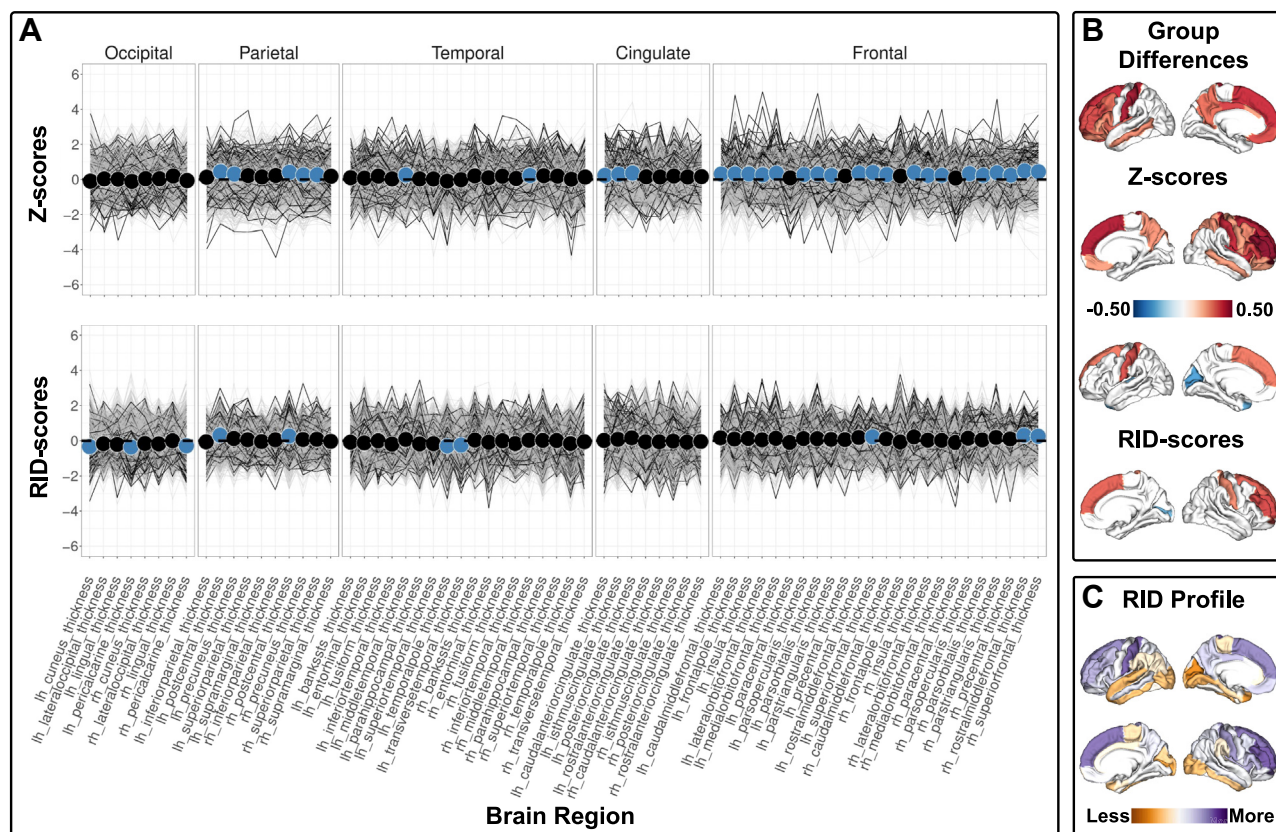 A
Occipital
Parietal
Temporal
Cingulate
Frontal
Z-scores
6
4
2
0
−2
−4
−6
RID-scores
6
4
2
0
−2
−4
−6
lh_cuneus_thickness
lh_lateraloccipital_thickness
lh_lingual_thickness
lh_pericalcarine_thickness
rh_cuneus_thickness
rh_lateraloccipital_thickness
rh_lingual_thickness
rh_pericalcarine_thickness
lh_inferiorparietal_thickness
lh_postcentral_thickness
lh_precuneus_thickness
lh_superiorparietal_thickness
lh_supramarginal_thickness
rh_inferiorparietal_thickness
rh_postcentral_thickness
rh_precuneus_thickness
rh_superiorparietal_thickness
rh_supramarginal_thickness
lh_bankssts_thickness
lh_entorhinal_thickness
lh_fusiform_thickness
lh_inferiortemporal_thickness
lh_middletemporal_thickness
lh_parahippocampal_thickness
lh_superiortemporal_thickness
lh_temporalpole_thickness
lh_transversetemporal_thickness
rh_bankssts_thickness
rh_entorhinal_thickness
rh_fusiform_thickness
rh_inferiortemporal_thickness
rh_middletemporal_thickness
rh_parahippocampal_thickness
rh_superiortemporal_thickness
rh_temporalpole_thickness
rh_transversetemporal_thickness
lh_caudalanteriorcingulate_thickness
lh_isthmuscingulate_thickness
lh_posteriorcingulate_thickness
lh_rostralanteriorcingulate_thickness
rh_caudalanteriorcingulate_thickness
rh_isthmuscingulate_thickness
rh_posteriorcingulate_thickness
rh_rostralanteriorcingulate_thickness
lh_caudalmiddlefrontal_thickness
lh_frontalpole_thickness
lh_insula_thickness
lh_lateralorbitofrontal_thickness
lh_medialorbitofrontal_thickness
lh_paracentral_thickness
lh_parsopercularis_thickness
lh_parsorbitalis_thickness
lh_parstriangularis_thickness
lh_precentral_thickness
lh_rostralmiddlefrontal_thickness
lh_superiorfrontal_thickness
rh_caudalmiddlefrontal_thickness
rh_frontalpole_thickness
rh_insula_thickness
rh_lateralorbitofrontal_thickness
rh_medialorbitofrontal_thickness
rh_paracentral_thickness
rh_parsopercularis_thickness
rh_parsorbitalis_thickness
rh_parstriangularis_thickness
rh_precentral_thickness
rh_rostralmiddlefrontal_thickness
rh_superiorfrontal_thickness
Brain Region
B
Group
Differences
Z-scores
-0.50
0.50
RID-scores
C
RID Profile
Less
More